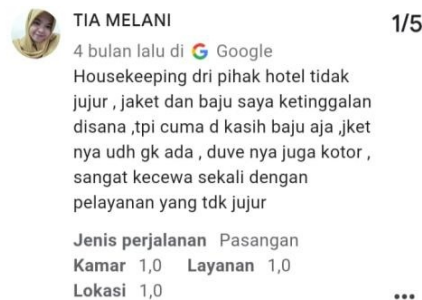 TIA MELANI 1/5
4 bulan lalu di Google
Housekeeping dri pihak hotel tidak
jujur , jaket dan baju saya ketinggalan
disana ,tpi cuma d kasih baju aja ,jket
nya udh gk ada , duve nya juga kotor ,
sangat kecewa sekali dengan
pelayanan yang tdk jujur
Jenis perjalanan Pasangan
Kamar 1,0 Layanan 1,0
Lokasi 1,0